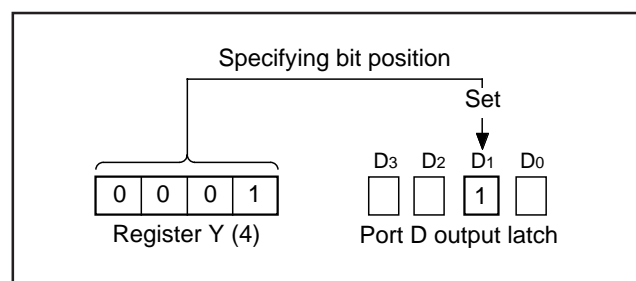 Specifying bit position
Set
D3 D2 D1 D0
0 0 0 1 1
Register Y (4) Port D output latch